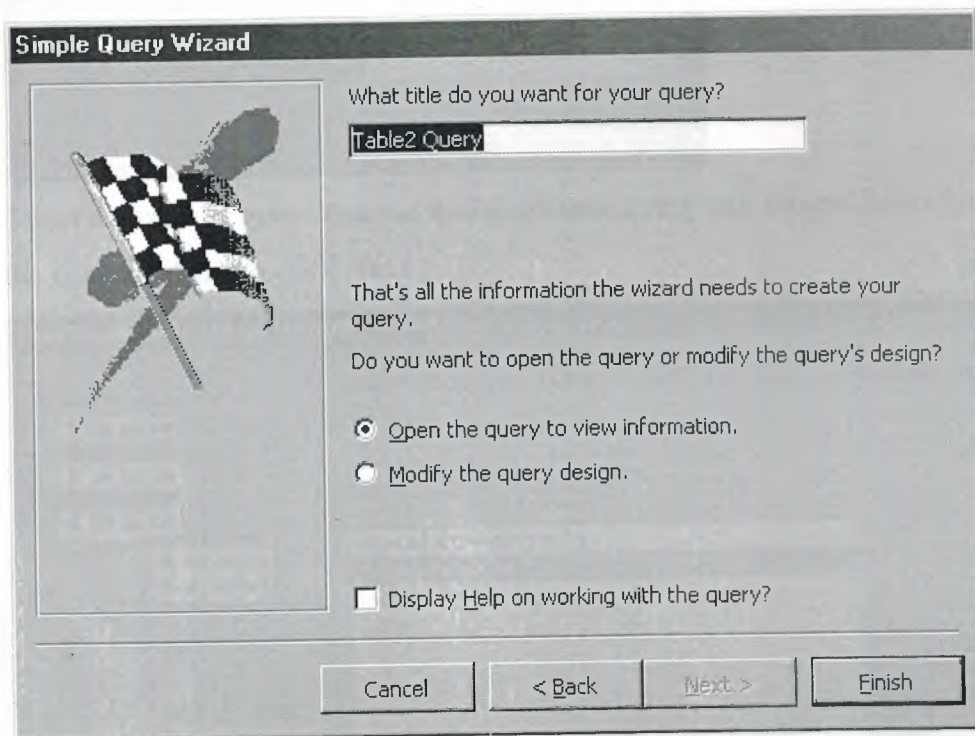 Simple Query Wizard
What title do you want for your query?
Table2 Query
That's all the information the wizard needs to create your
query.
Do you want to open the query or modify the query's design?
Open the query to view information.
Modify the query design.
Display Help on working with the query?
Cancel
< Back
Next >
Finish